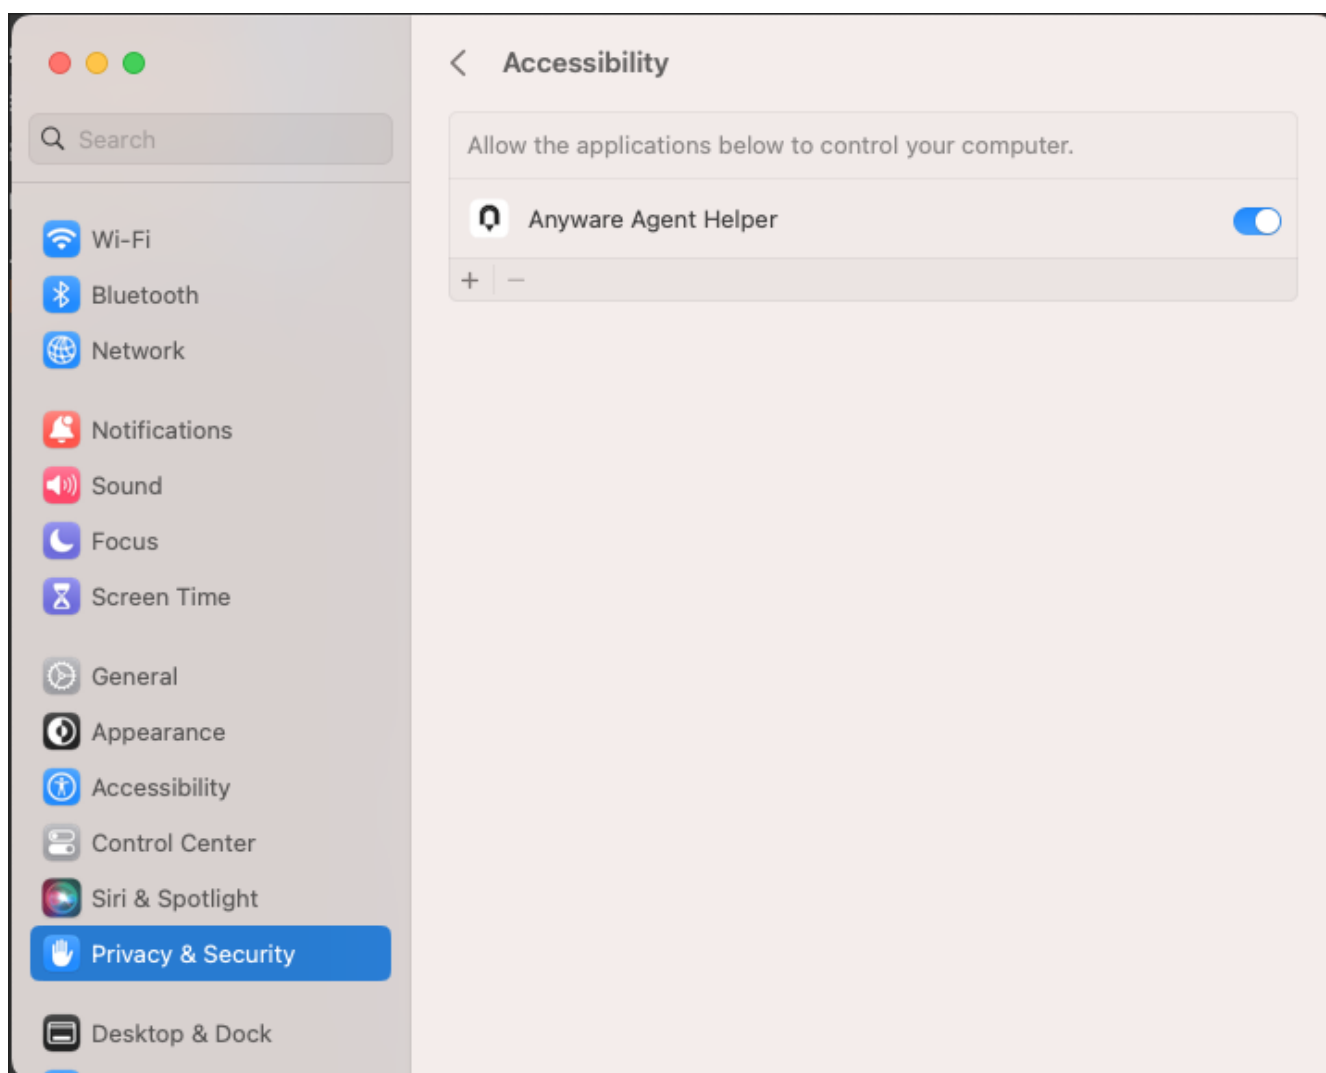 Search
Wi-Fi
Bluetooth
Network
Notifications
Sound
Focus
Screen Time
General
Appearance
Accessibility
Control Center
Siri & Spotlight
Privacy & Security
Desktop & Dock
Accessibility
Allow the applications below to control your computer.
Anyware Agent Helper